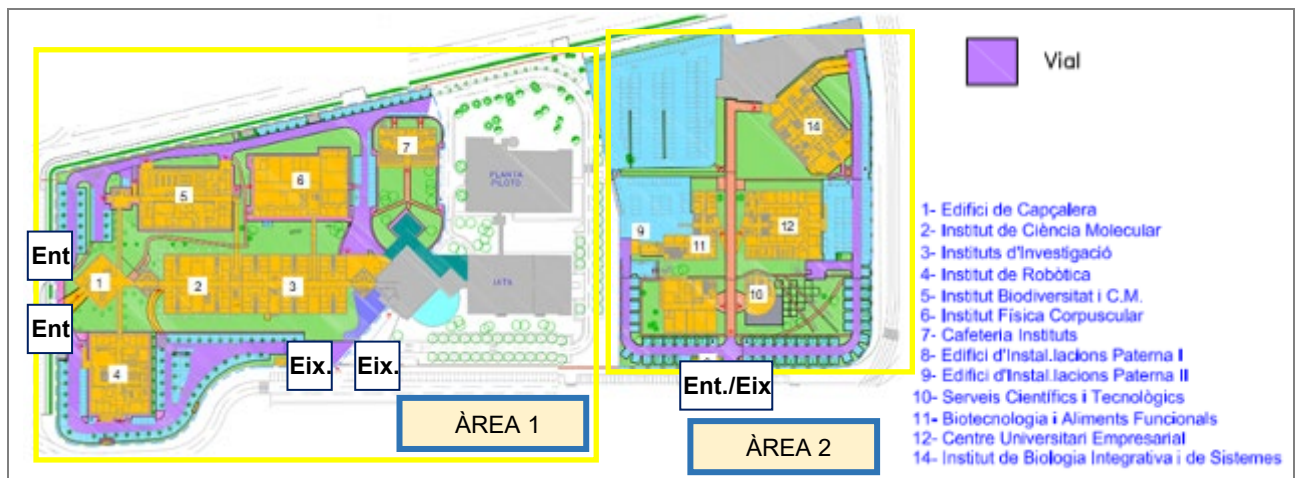 Vial
7
14
6
5
PLANTA
PILOTO
Ent
9
11
12
1
2
3
IATA
10
Ent
4
Eix.
Eix.
Ent./Eix
ÀREA 1
ÀREA 2
1- Edifici de Capçalera
2- Institut de Ciència Molecular
3- Instituts d'Investigació
4- Institut de Robòtica
5- Institut Biodiversitat i C.M.
6- Institut Física Corpuscular
7- Cafeteria Instituts
8- Edifici d'Instal.lacions Paterna I
9- Edifici d'Instal.lacions Paterna II
10- Serveis Científics i Tecnològics
11- Biotecnologia i Aliments Funcionals
12- Centre Universitari Empresarial
14- Institut de Biologia Integrativa i de Sistemes